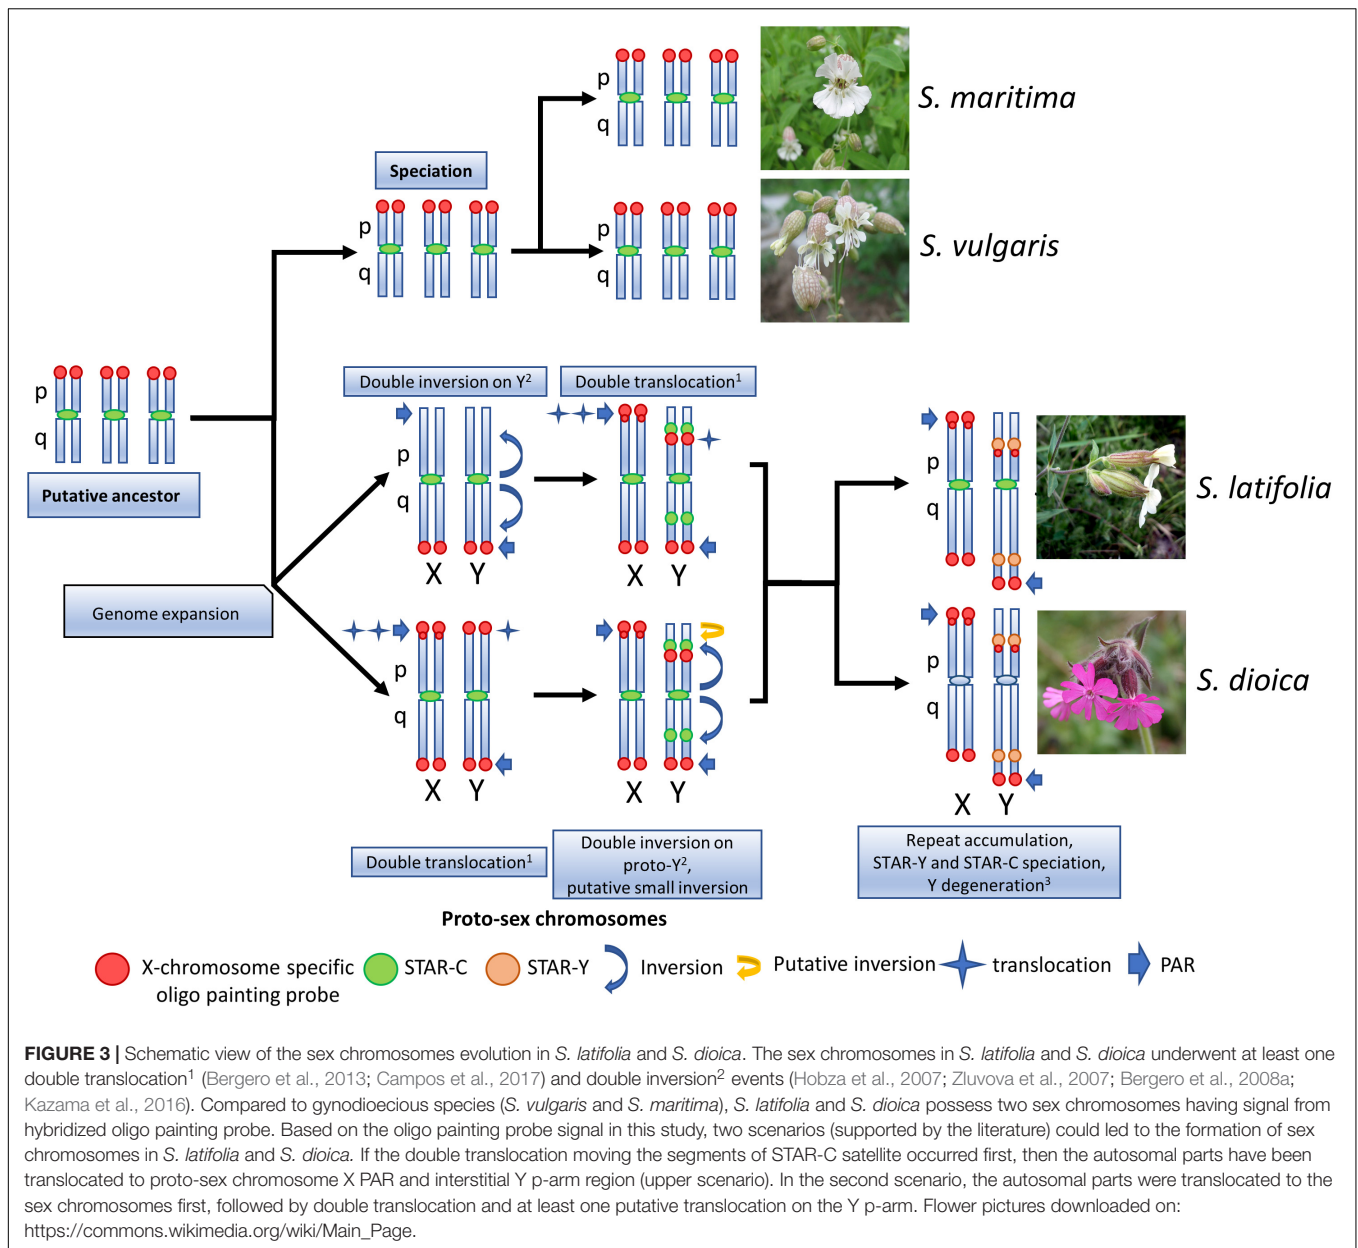 S. maritima
p
q
Speciation
p
q
p
q
S. vulgaris
p
q
Putative ancestor
Double inversion on Y²
Double translocation¹
p
q
X Y
X Y
p
q
S. latifolia
Genome expansion
p
q
X Y
X Y
p
q
X Y
S. dioica
Double translocation¹
Double inversion on
proto-Y²,
putative small inversion
Repeat accumulation,
STAR-Y and STAR-C speciation,
Y degeneration³
Proto-sex chromosomes
X-chromosome specific
oligo painting probe
STAR-C
STAR-Y
Inversion
Putative inversion
translocation
PAR
FIGURE 3 | Schematic view of the sex chromosomes evolution in S. latifolia and S. dioica. The sex chromosomes in S. latifolia and S. dioica underwent at least one
double translocation¹ (Bergero et al., 2013; Campos et al., 2017) and double inversion² events (Hobza et al., 2007; Zluvova et al., 2007; Bergero et al., 2008a;
Kazama et al., 2016). Compared to gynodioecious species (S. vulgaris and S. maritima), S. latifolia and S. dioica possess two sex chromosomes having signal from
hybridized oligo painting probe. Based on the oligo painting probe signal in this study, two scenarios (supported by the literature) could led to the formation of sex
chromosomes in S. latifolia and S. dioica. If the double translocation moving the segments of STAR-C satellite occurred first, then the autosomal parts have been
translocated to proto-sex chromosome X PAR and interstitial Y p-arm region (upper scenario). In the second scenario, the autosomal parts were translocated to the
sex chromosomes first, followed by double translocation and at least one putative translocation on the Y p-arm. Flower pictures downloaded on:
https://commons.wikimedia.org/wiki/Main_Page.